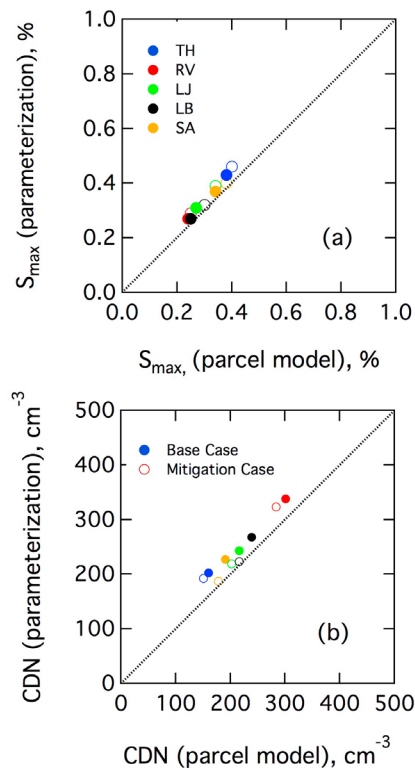 1.0
0.8
0.6
0.4
0.2
0.0
S_max (parameterization), %
TH
RV
LJ
LB
SA
(a)
0.0 0.2 0.4 0.6 0.8 1.0
S_max, (parcel model), %
500
400
300
200
100
0
CDN (parameterization), cm⁻³
Base Case
Mitigation Case
(b)
0 100 200 300 400 500
CDN (parcel model), cm⁻³